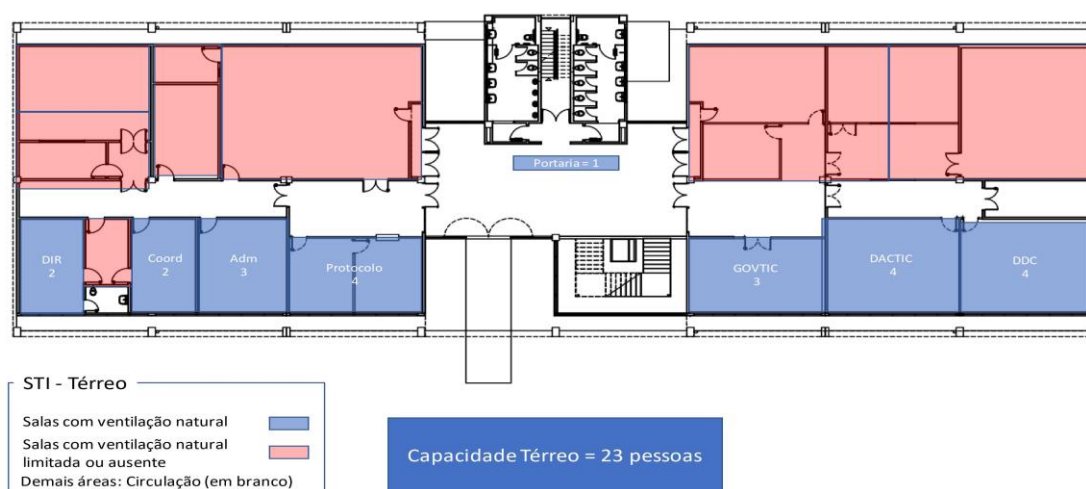 Portaria = 1
DIR
2
Coord
2
Adm
3
Protocolo
4
GOVTIC
3
DACTIC
4
DDC
4
STI - Térreo
Salas com ventilação natural
Salas com ventilação natural
limitada ou ausente
Demais áreas: Circulação (em branco)
Capacidade Térreo = 23 pessoas